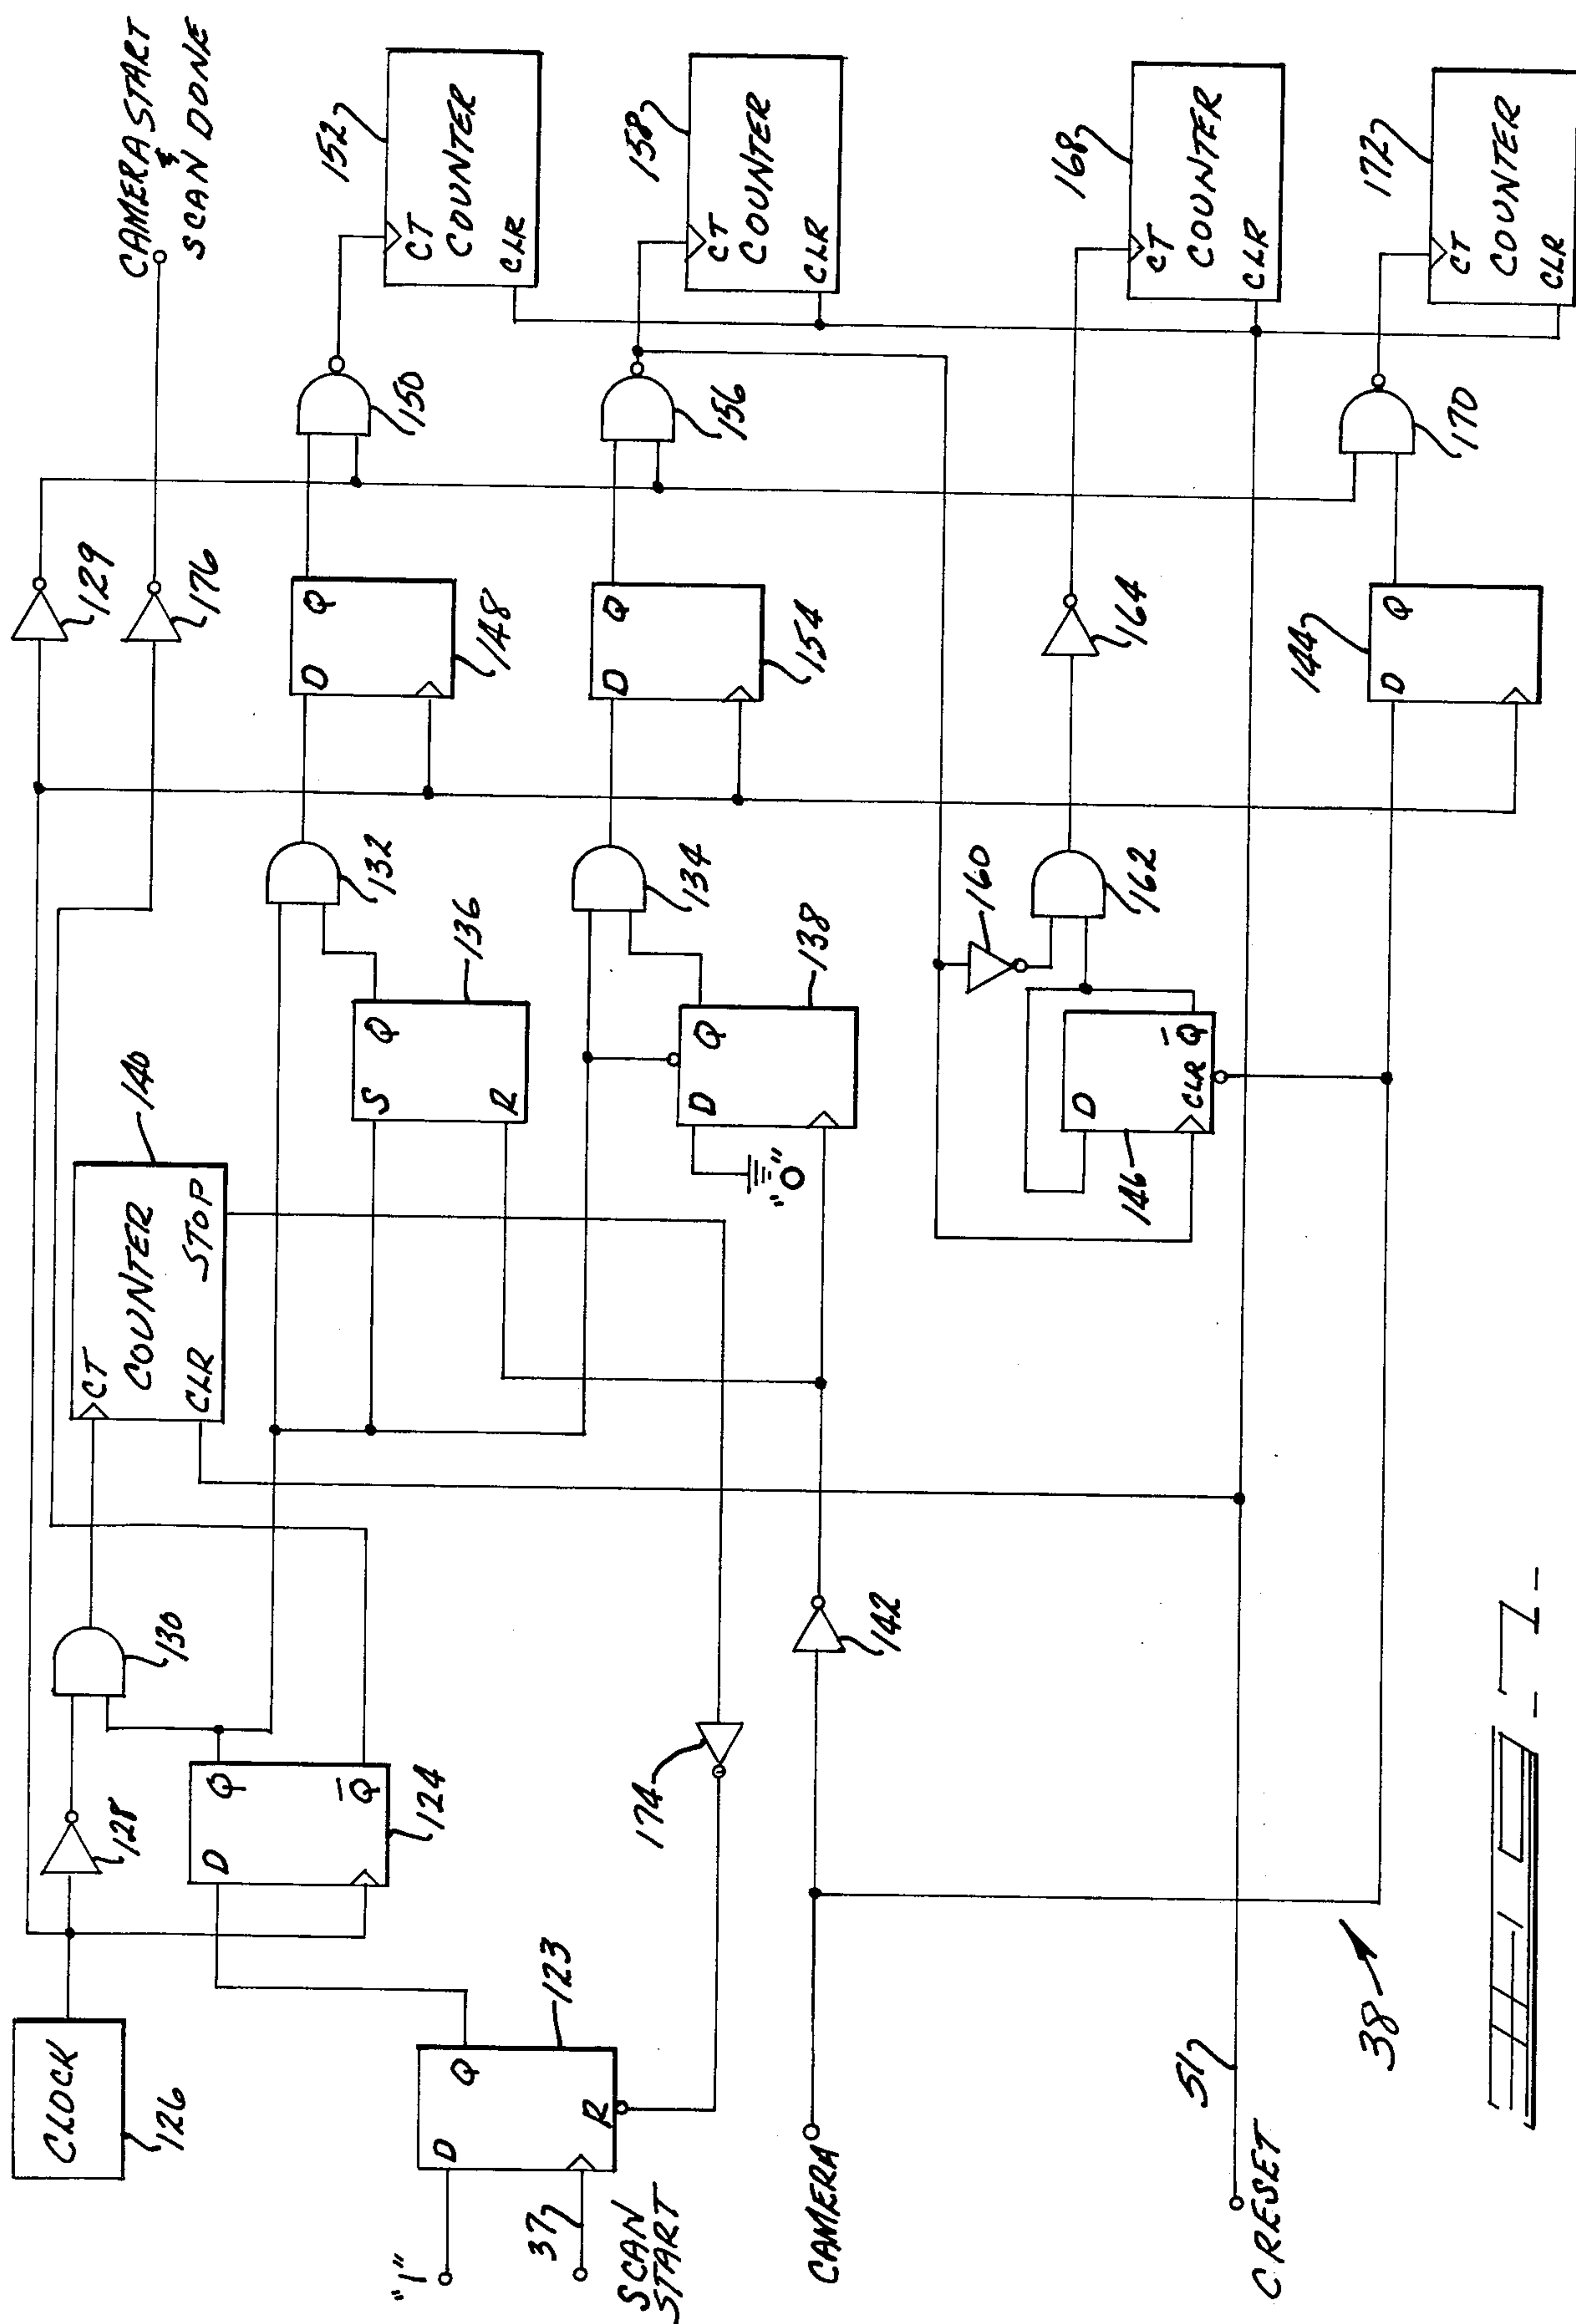 CLOCK
126
"1"
37
SCAN
START
D
Q
R
123
128
D
Q
Q̅
124
130
CT
COUNTER
CLR STOP
140
174
CAMERA
142
C.RESET
51
38
S
Q
R
136
D
Q
"0"
138
132
134
D
CLR
Q̅
146
160
162
164
129
176
CAMERA START
&
SCAN DONE
D
Q
148
D
Q
154
D
Q
144
150
156
170
CT
COUNTER
CLR
152
CT
COUNTER
CLR
158
CT
COUNTER
CLR
168
CT
COUNTER
CLR
172